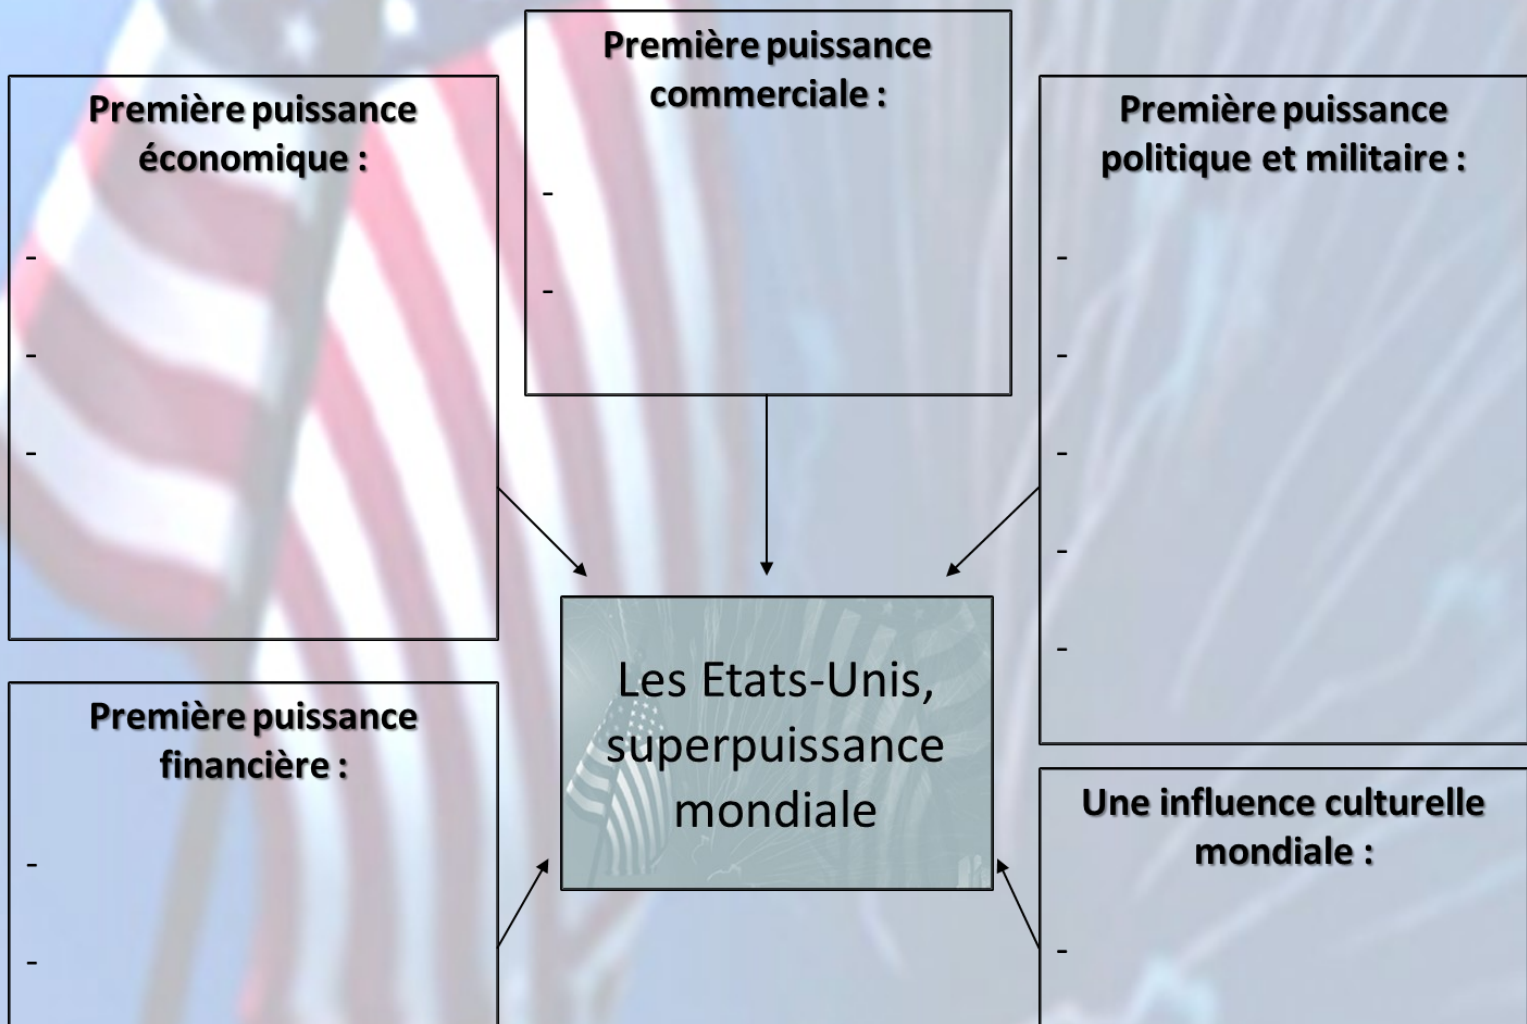 Première puissance
économique :
-
-
-
Première puissance
commerciale :
-
-
Première puissance
politique et militaire :
-
-
-
-
-
Les Etats-Unis,
superpuissance
mondiale
Première puissance
financière :
-
-
Une influence culturelle
mondiale :
-